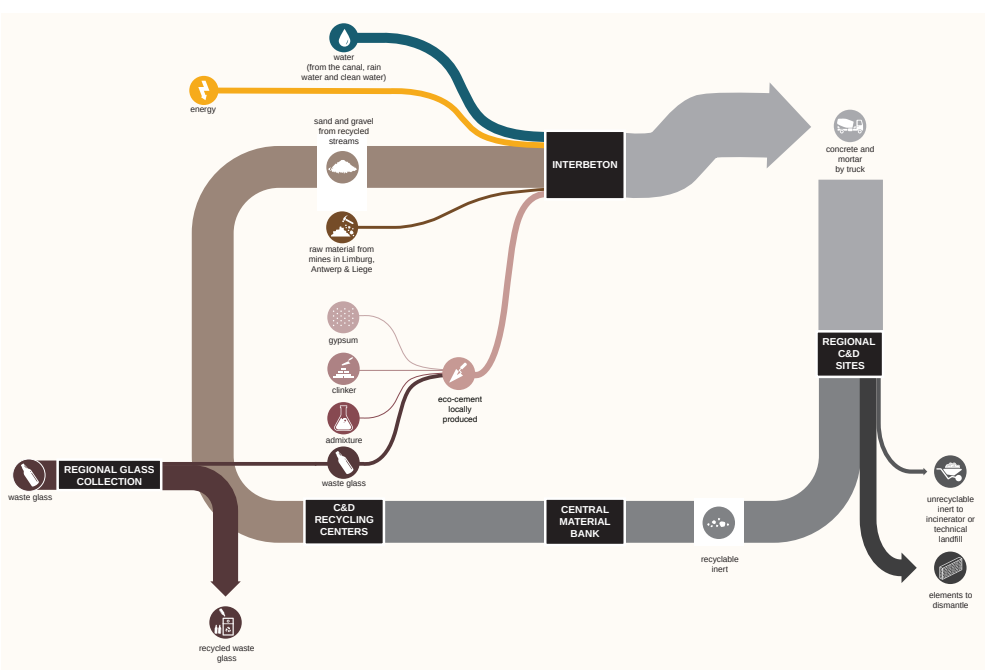 water
(from the canal, rain
water and clean water)
energy
sand and gravel
from recycled
streams
INTERBETON
concrete and
mortar
by truck
raw material from
mines in Limburg,
Antwerp & Liege
gypsum
clinker
eco-cement
locally
produced
admixture
waste glass
REGIONAL
C&D
SITES
waste glass
REGIONAL GLASS
COLLECTION
C&D
RECYCLING
CENTERS
CENTRAL
MATERIAL
BANK
recyclable
inert
unrecyclable
inert to
incinerator or
technical
landfill
elements to
dismantle
recycled waste
glass